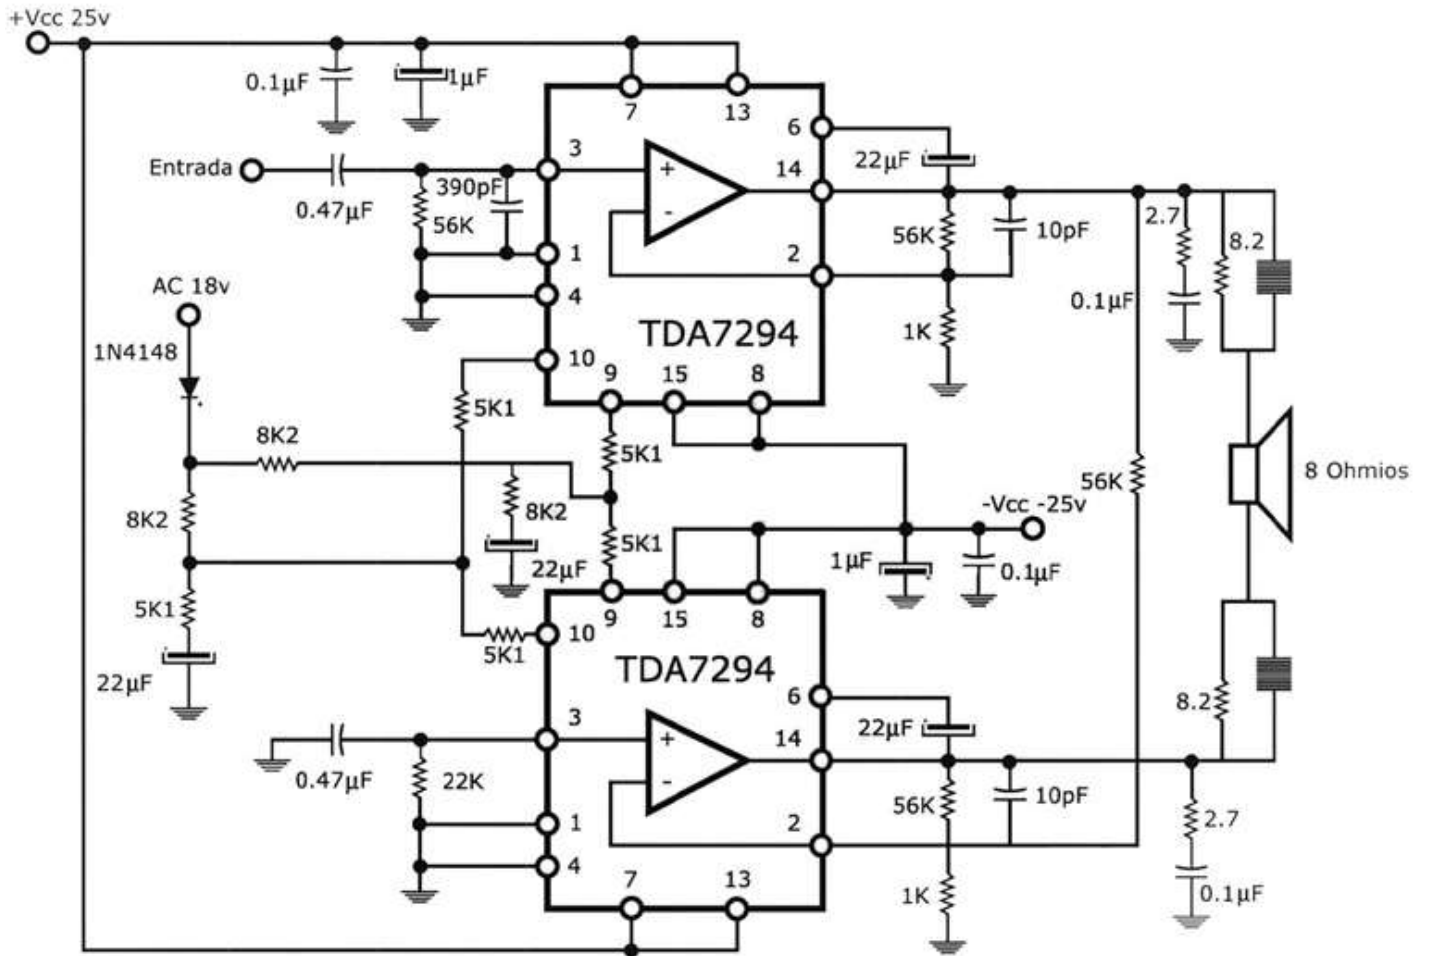 +Vcc 25v
0.1µF
1µF
7
13
6
22µF
3
14
Entrada
390pF
+
0.47µF
56K
-
56K
10pF
2.7
8.2
1
2
AC 18v
4
0.1µF
TDA7294
1K
1N4148
10
9
15
8
5K1
8K2
5K1
8 Ohmios
56K
8K2
8K2
-Vcc -25v
5K1
1µF
22µF
0.1µF
5K1
9
15
8
10
5K1
TDA7294
22µF
6
8.2
3
22µF
14
+
0.47µF
22K
-
56K
10pF
1
2
2.7
4
7
13
1K
0.1µF